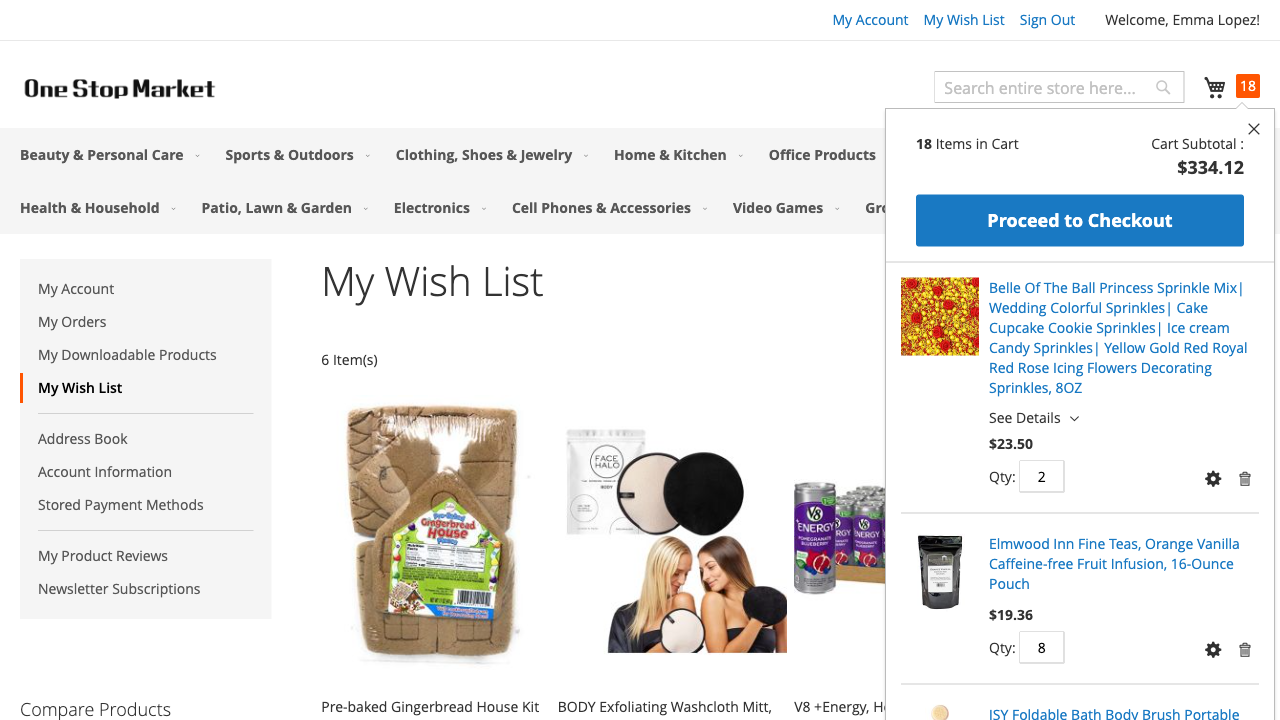 My Account My Wish List Sign Out Welcome, Emma Lopez!
One Stop Market
Search entire store here...
18
Beauty & Personal Care Sports & Outdoors Clothing, Shoes & Jewelry Home & Kitchen Office Products
Health & Household Patio, Lawn & Garden Electronics Cell Phones & Accessories Video Games
My Account
My Orders
My Downloadable Products
My Wish List
Address Book
Account Information
Stored Payment Methods
My Product Reviews
Newsletter Subscriptions
Compare Products
My Wish List
6 Item(s)
Pre-Baked
Gingerbread
House
FACE
HALO
BODY
V8
ENERGY
POMEGRANATE
BLUEBERRY
Pre-baked Gingerbread House Kit
BODY Exfoliating Washcloth Mitt,
V8 +Energy,
18 Items in Cart
Cart Subtotal :
$334.12
Proceed to Checkout
Belle Of The Ball Princess Sprinkle Mix|
Wedding Colorful Sprinkles| Cake
Cupcake Cookie Sprinkles| Ice cream
Candy Sprinkles| Yellow Gold Red Royal
Red Rose Icing Flowers Decorating
Sprinkles, 8OZ
See Details
$23.50
Qty: 2
Elmwood Inn Fine Teas, Orange Vanilla
Caffeine-free Fruit Infusion, 16-Ounce
Pouch
$19.36
Qty: 8
JSY Foldable Bath Body Brush Portable